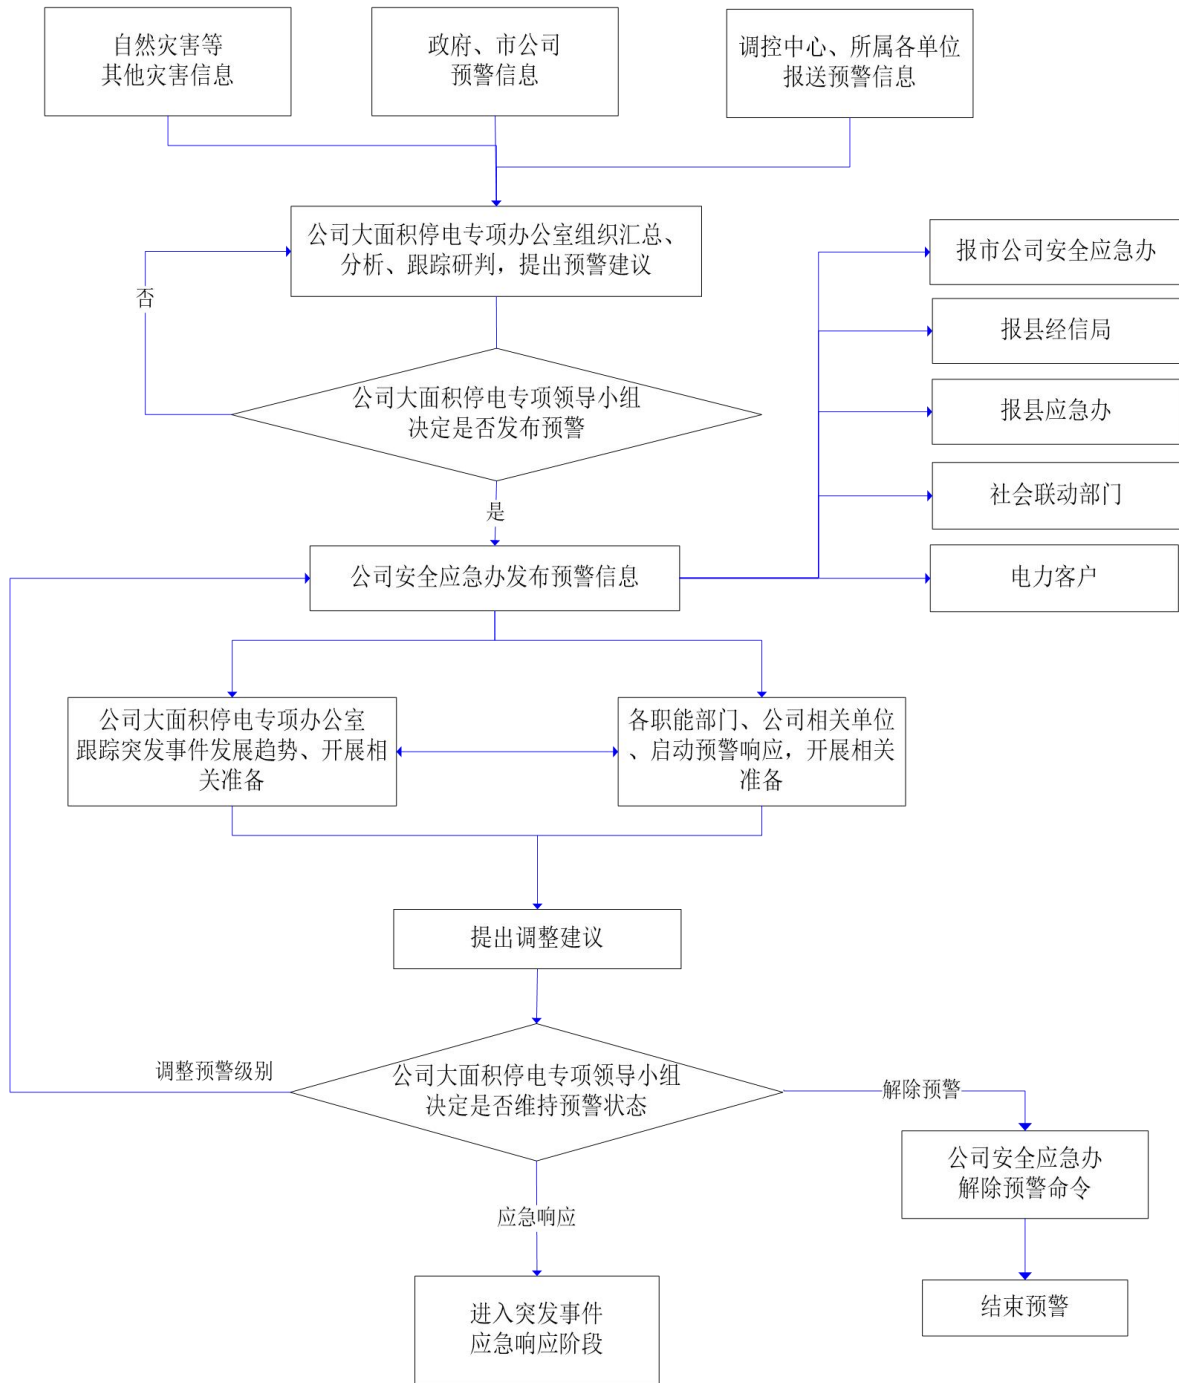 自然灾害等
其他灾害信息
政府、市公司
预警信息
调控中心、所属各单位
报送预警信息
公司大面积停电专项办公室组织汇总、
分析、跟踪研判，提出预警建议
否
公司大面积停电专项领导小组
决定是否发布预警
是
公司安全应急办发布预警信息
报市公司安全应急办
报县经信局
报县应急办
社会联动部门
电力客户
公司大面积停电专项办公室
跟踪突发事件发展趋势、开展相
关准备
各职能部门、公司相关单位
、启动预警响应，开展相关
准备
提出调整建议
调整预警级别
公司大面积停电专项领导小组
决定是否维持预警状态
解除预警
公司安全应急办
解除预警命令
应急响应
结束预警
进入突发事件
应急响应阶段